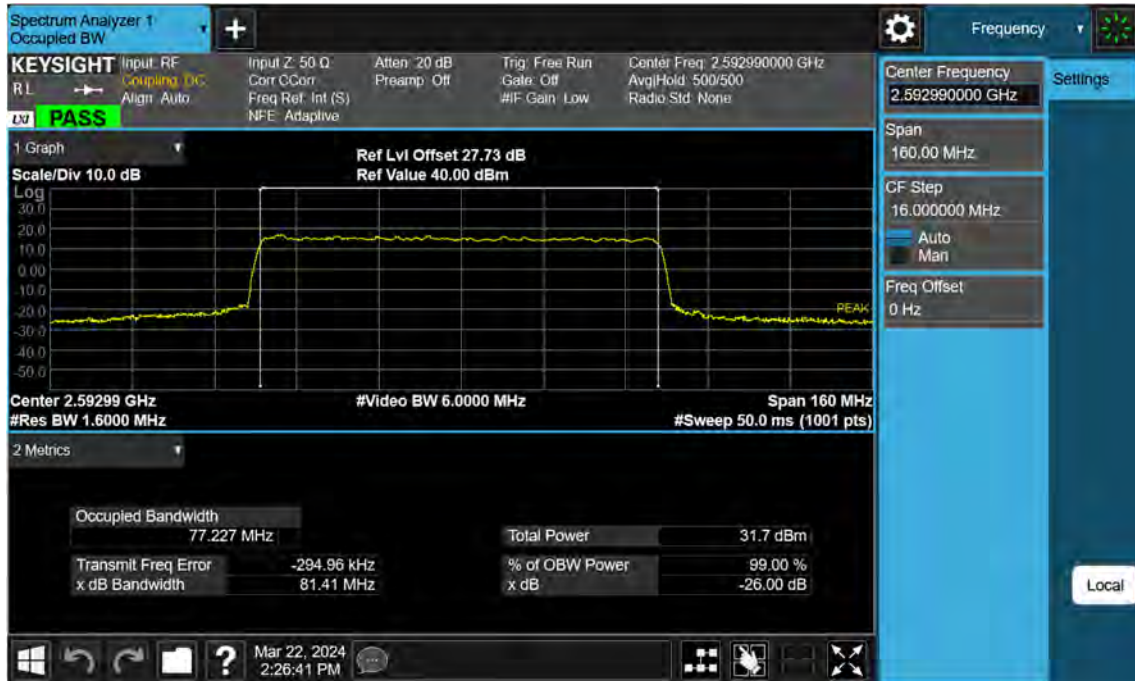 Spectrum Analyzer 1
Occupied BW
Frequency
KEYSIGHT
R L
LXI
PASS
Input: RF
Coupling: DC
Align: Auto
Input Z: 50 Ω
Corr CCorr
Freq Ref: Int (S)
NFE: Adaptive
Atten: 20 dB
Preamp: Off
Trig: Free Run
Gate: Off
#IF Gain: Low
Center Freq: 2.592990000 GHz
Avg|Hold: 500/500
Radio Std: None
Center Frequency
2.592990000 GHz
Settings
Span
160.00 MHz
CF Step
16.000000 MHz
Auto
Man
Freq Offset
0 Hz
1 Graph
Scale/Div 10.0 dB
Ref Lvl Offset 27.73 dB
Ref Value 40.00 dBm
Log
30.0
20.0
10.0
0.00
-10.0
-20.0
-30.0
-40.0
-50.0
PEAK
Center 2.59299 GHz
#Video BW 6.0000 MHz
Span 160 MHz
#Res BW 1.6000 MHz
#Sweep 50.0 ms (1001 pts)
2 Metrics
Occupied Bandwidth
77.227 MHz
Total Power 31.7 dBm
Transmit Freq Error -294.96 kHz
% of OBW Power 99.00 %
x dB Bandwidth 81.41 MHz
x dB -26.00 dB
Local
?
Mar 22, 2024
2:26:41 PM